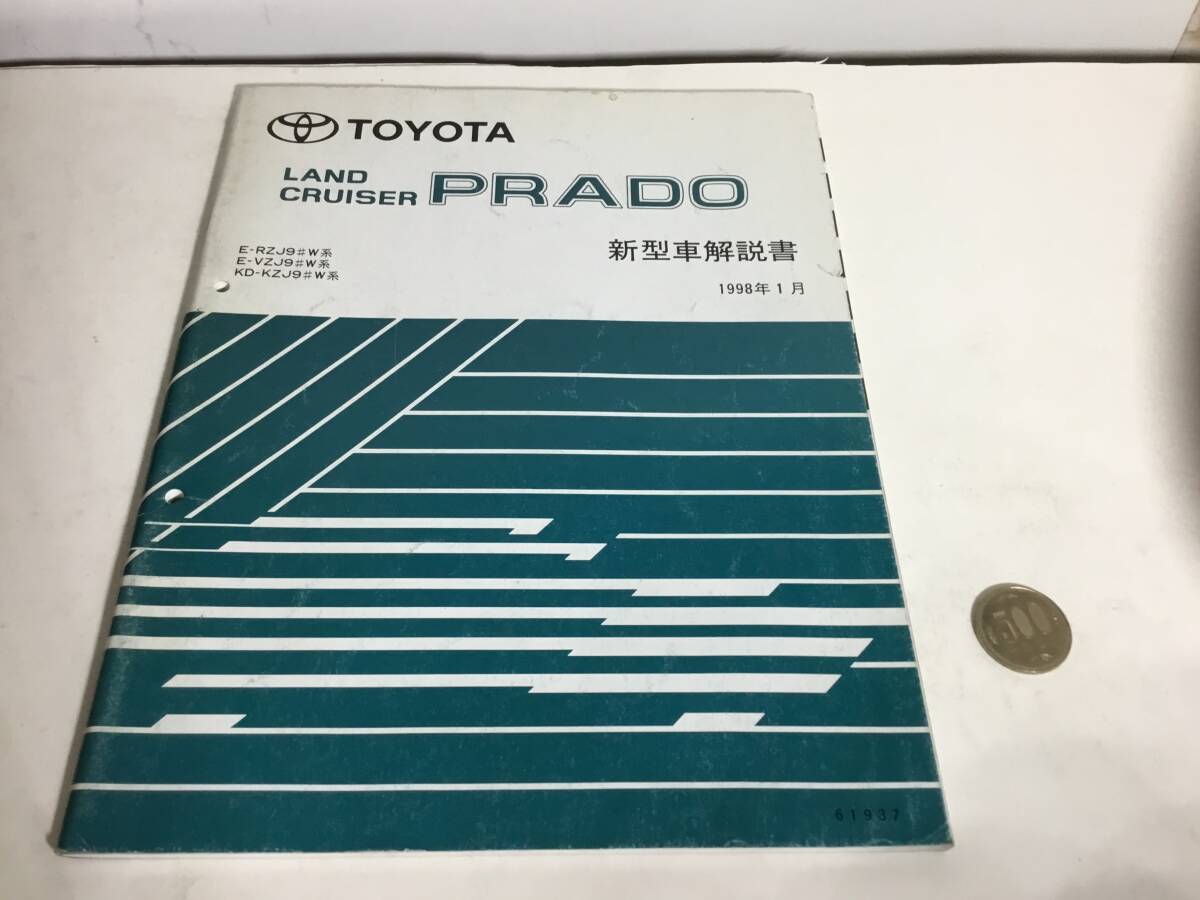 TOYOTA
LAND
CRUISER PRADO
E-RZJ9#W系
E-VZJ9#W系
KD-KZJ9#W系
新型車解説書
1998年1月
61937
500